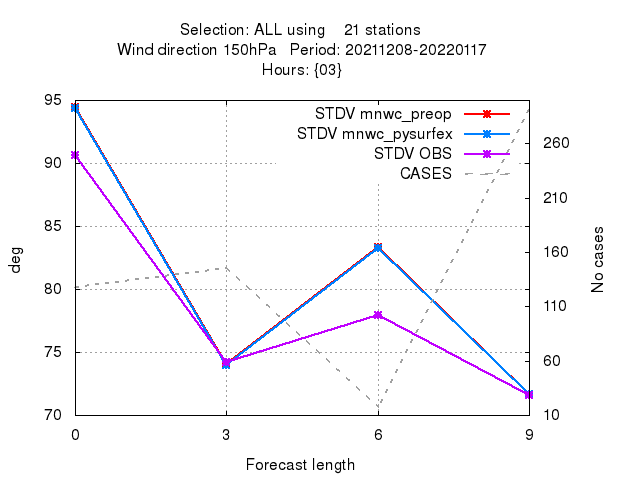 Selection: ALL using    21 stations
Wind direction 150hPa   Period: 20211208-20220117
Hours: {03}
STDV mnwc_preop
STDV mnwc_pysurfex
STDV OBS
CASES
95
90
85
80
75
70
deg
260
210
160
110
60
10
No cases
0 3 6 9
Forecast length